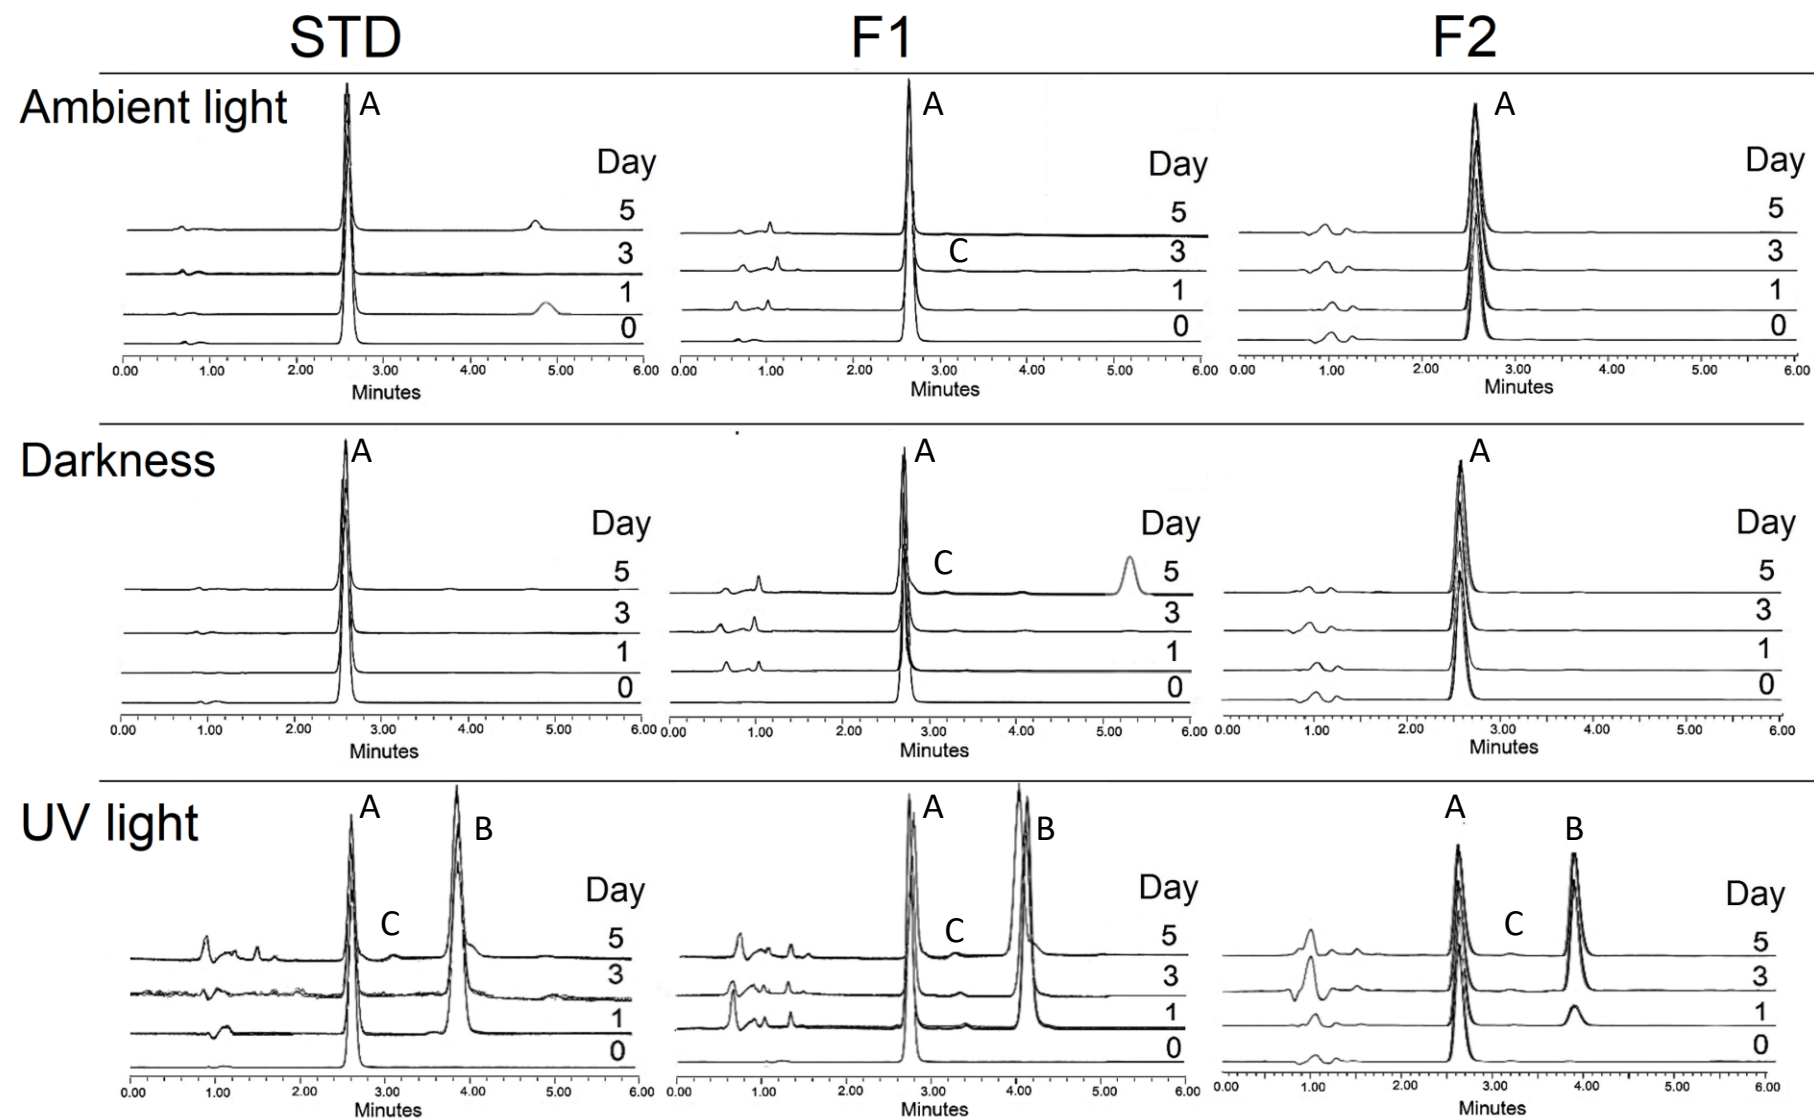 STD F1 F2
Ambient light
A A A
Day Day Day
5 5 5
3 C 3 3
1 1 1
0 0 0
0.00 1.00 2.00 3.00 4.00 5.00 6.00 0.00 1.00 2.00 3.00 4.00 5.00 6.00 0.00 1.00 2.00 3.00 4.00 5.00 6.00
Minutes Minutes Minutes
Darkness
A A A
Day Day Day
5 C 5 5
3 3 3
1 1 1
0 0 0
0.00 1.00 2.00 3.00 4.00 5.00 6.00 0.00 1.00 2.00 3.00 4.00 5.00 6.00 0.00 1.00 2.00 3.00 4.00 5.00 6.00
Minutes Minutes Minutes
UV light
A B A B A B
Day Day Day
C 5 C 5 C 5
3 3 3
1 1 1
0 0 0
0.00 1.00 2.00 3.00 4.00 5.00 6.00 0.00 1.00 2.00 3.00 4.00 5.00 6.00 0.00 1.00 2.00 3.00 4.00 5.00 6.00
Minutes Minutes Minutes